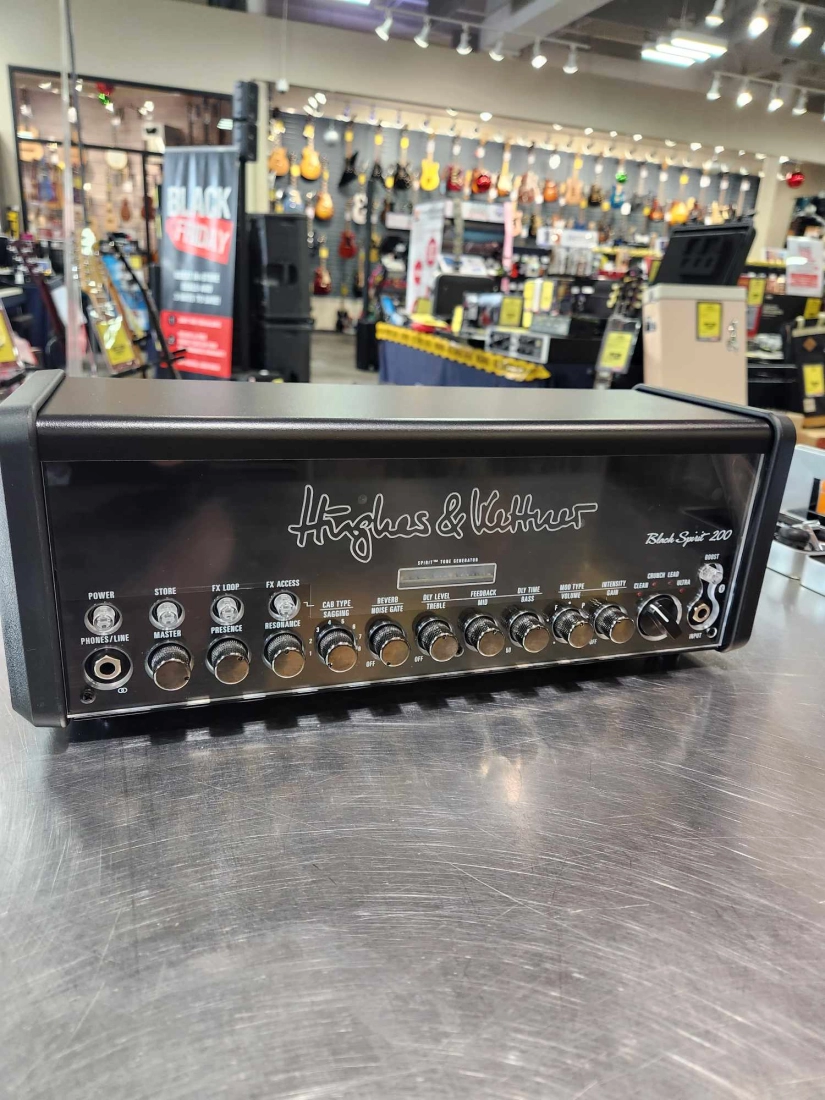 BLACK
FRIDAY
Hughes & Kettner
Black Spirit 200
SPIRIT™ TONE GENERATOR
POWER
STORE
FX LOOP
FX ACCESS
BOOST
PHONES/LINE
MASTER
PRESENCE
RESONANCE
CAB TYPE
SAGGING
REVERB
NOISE GATE
DLY LEVEL
TREBLE
FEEDBACK
MID
DLY TIME
BASS
MOD TYPE
VOLUME
INTENSITY
GAIN
CLEAN
CRUNCH
LEAD
ULTRA
INPUT
OFF
OFF